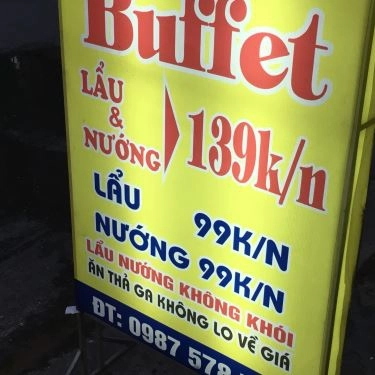 Buffet
LẨU
&
NƯỚNG
139k/n
LẨU 99K/N
NƯỚNG 99K/N
LẨU NƯỚNG KHÔNG KHÓI
ĂN THẢ GA KHÔNG LO VỀ GIÁ
ĐT: 0987 578